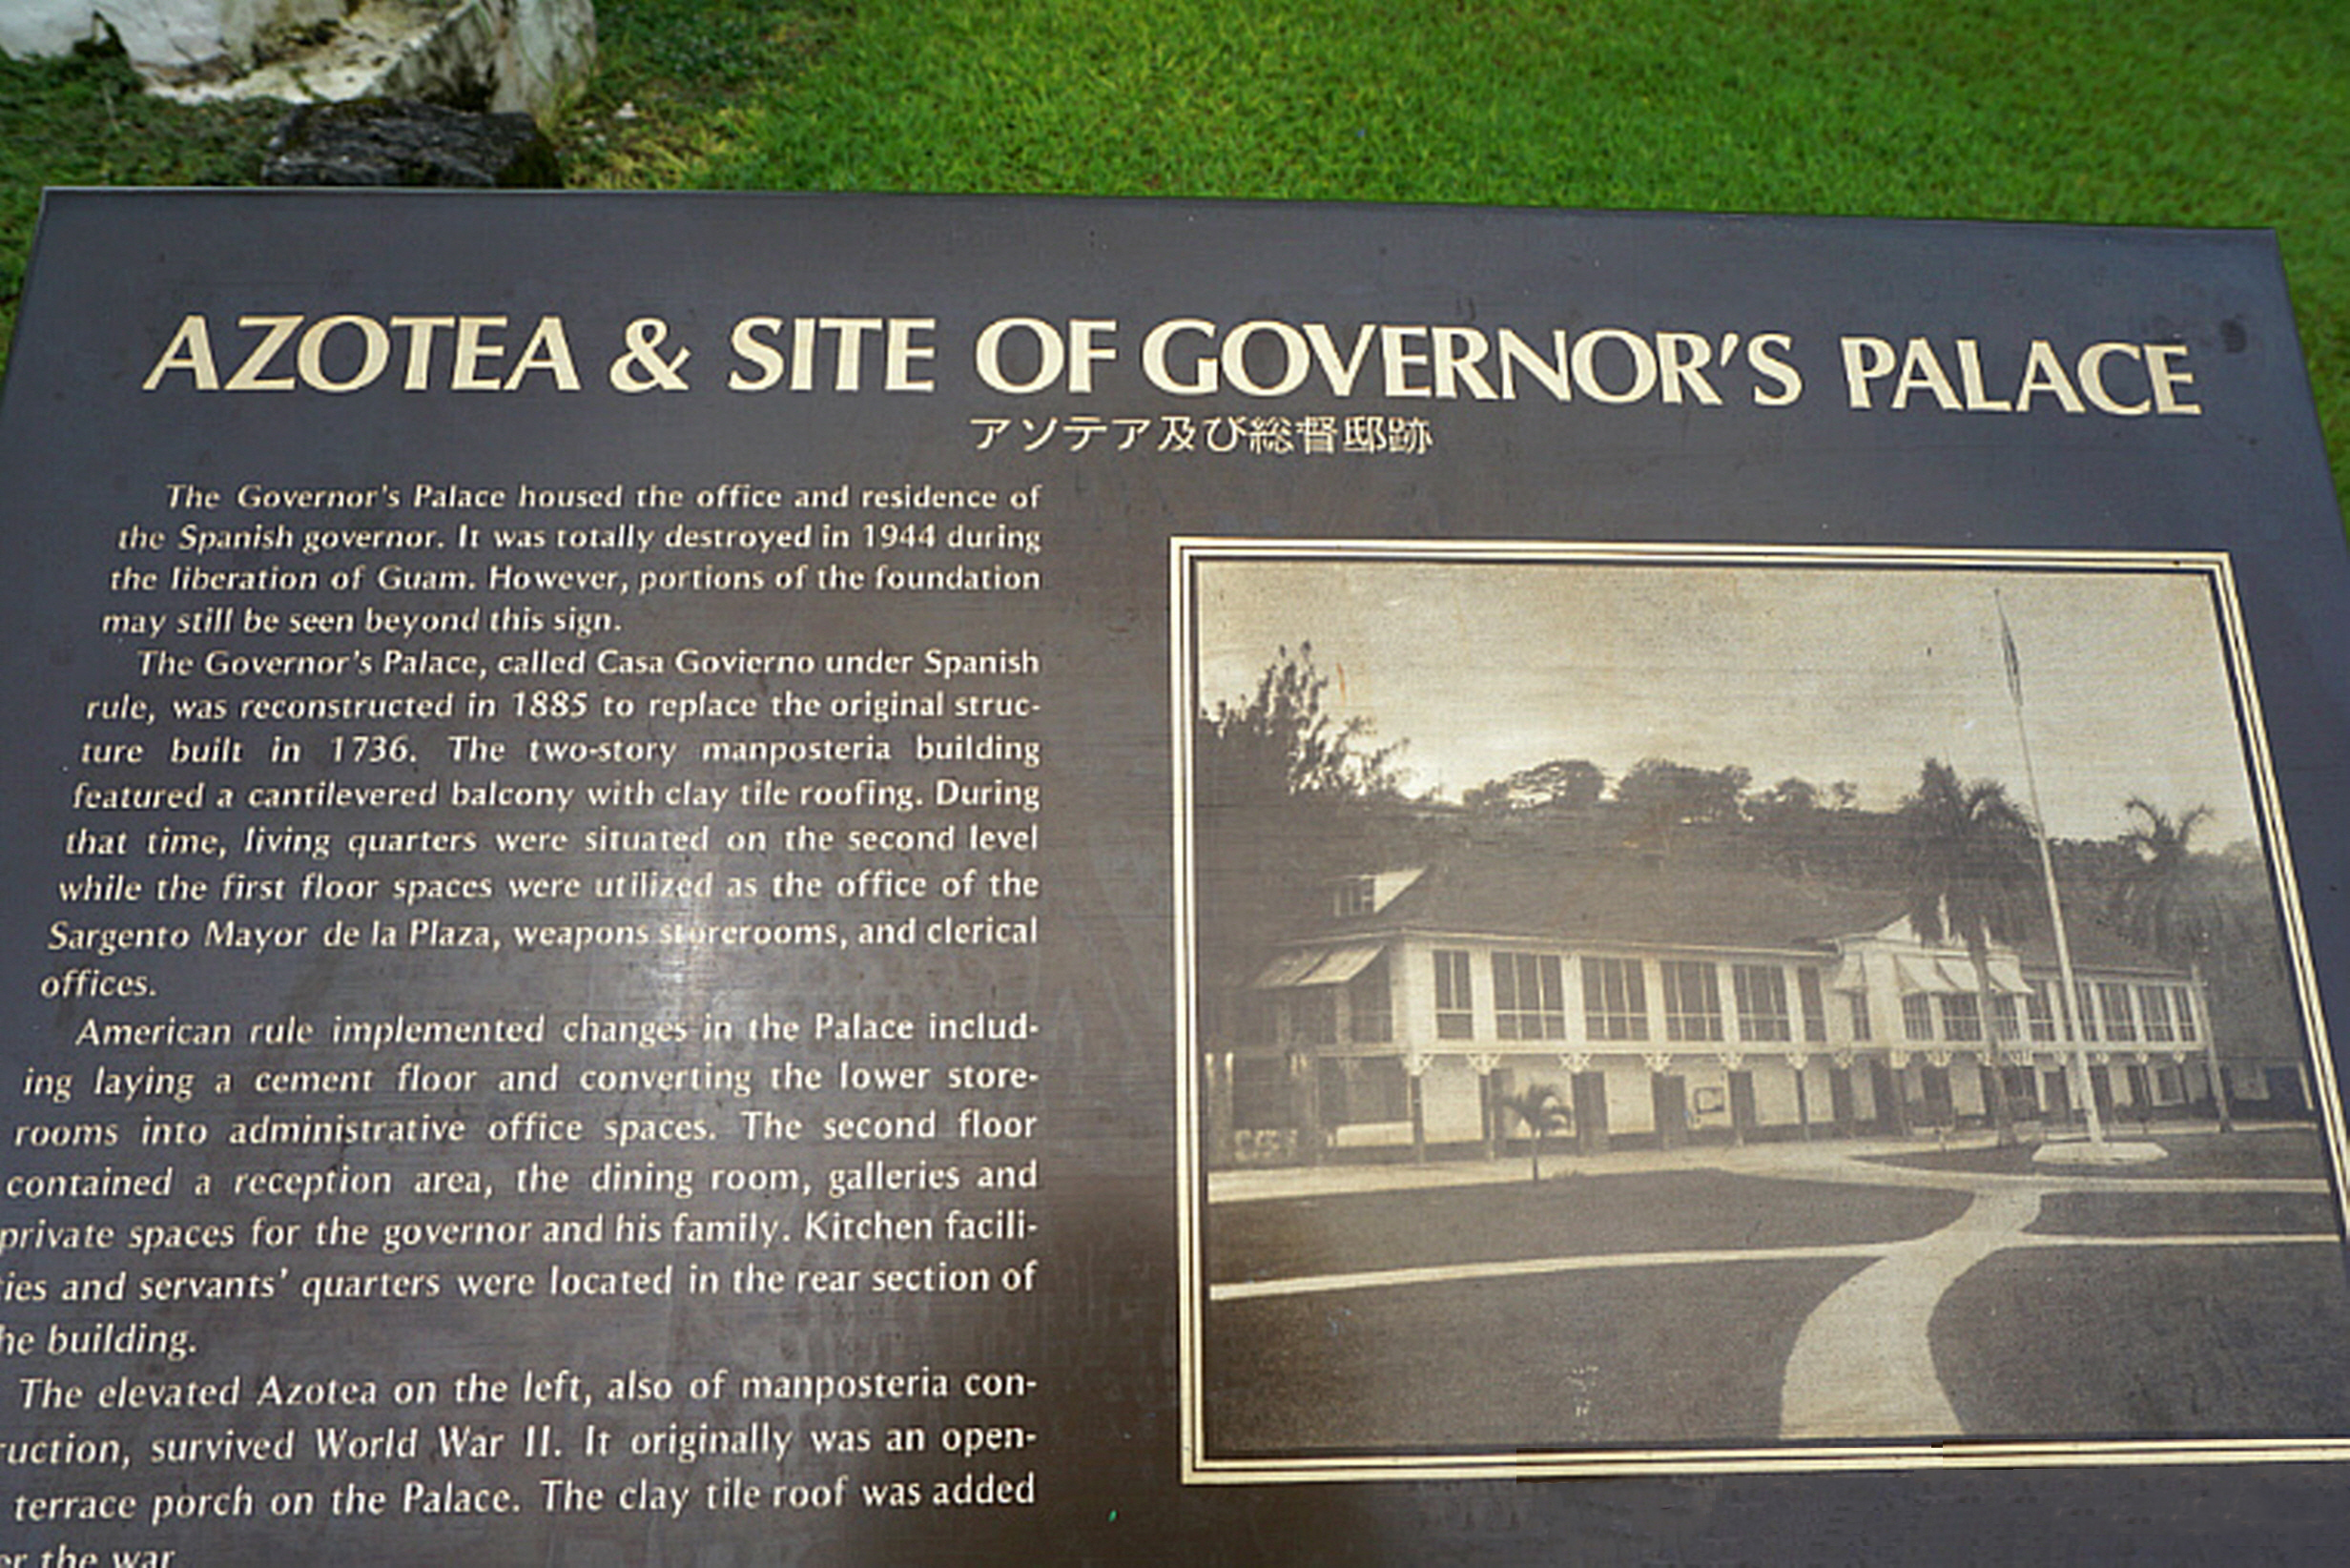 AZOTEA & SITE OF GOVERNOR'S PALACE
アソテア及び総督邸跡
The Governor's Palace housed the office and residence of
the Spanish governor. It was totally destroyed in 1944 during
the liberation of Guam. However, portions of the foundation
may still be seen beyond this sign.
The Governor's Palace, called Casa Govierno under Spanish
rule, was reconstructed in 1885 to replace the original struc-
ture built in 1736. The two-story manposteria building
featured a cantilevered balcony with clay tile roofing. During
that time, living quarters were situated on the second level
while the first floor spaces were utilized as the office of the
Sargento Mayor de la Plaza, weapons storerooms, and clerical
offices.
American rule implemented changes in the Palace includ-
ing laying a cement floor and converting the lower store-
rooms into administrative office spaces. The second floor
contained a reception area, the dining room, galleries and
private spaces for the governor and his family. Kitchen facili-
ies and servants' quarters were located in the rear section of
he building.
The elevated Azotea on the left, also of manposteria con-
ruction, survived World War II. It originally was an open-
terrace porch on the Palace. The clay tile roof was added
er the war